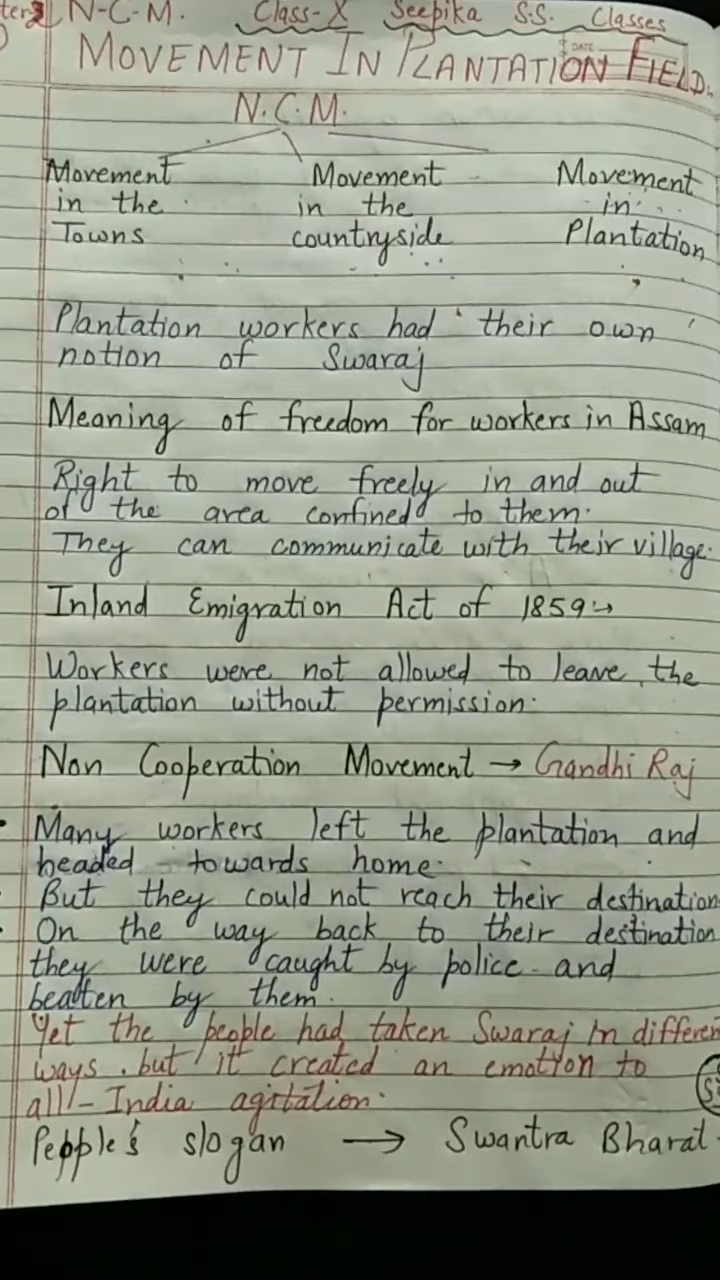 N-C-M. Class-X Seepika S.S. Classes
DATE
MOVEMENT IN PLANTATION FIELD.
N.C.M.
Movement Movement Movement
in the in the in
Towns countryside Plantation
Plantation workers had their own
notion of Swaraj
Meaning of freedom for workers in Assam
Right to move freely in and out
of the area confined to them.
They can communicate with their village.
Inland Emigration Act of 1859↪
Workers were not allowed to leave the
plantation without permission.
Non Cooperation Movement → Gandhi Raj
• Many workers left the plantation and
headed towards home.
• But they could not reach their destination
• On the way back to their destination
they were caught by police and
beaten by them.
Yet the people had taken Swaraj in differen
ways. but it created an emotion to
all-India agitation.
People's slogan → Swantra Bharat.